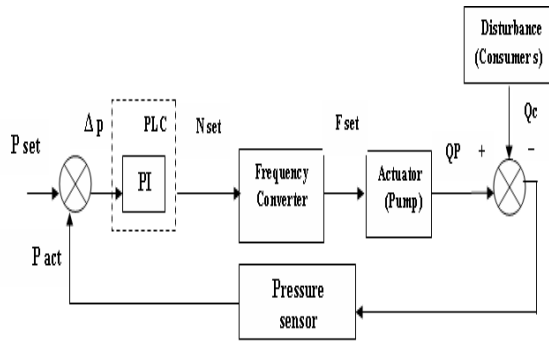 Disturbance
(Consumers)
Δp
PLC
Nset
Fset
Qc
P set
PI
Frequency
Converter
Actuator
(Pump)
QP
+
−
P act
Pressure
sensor